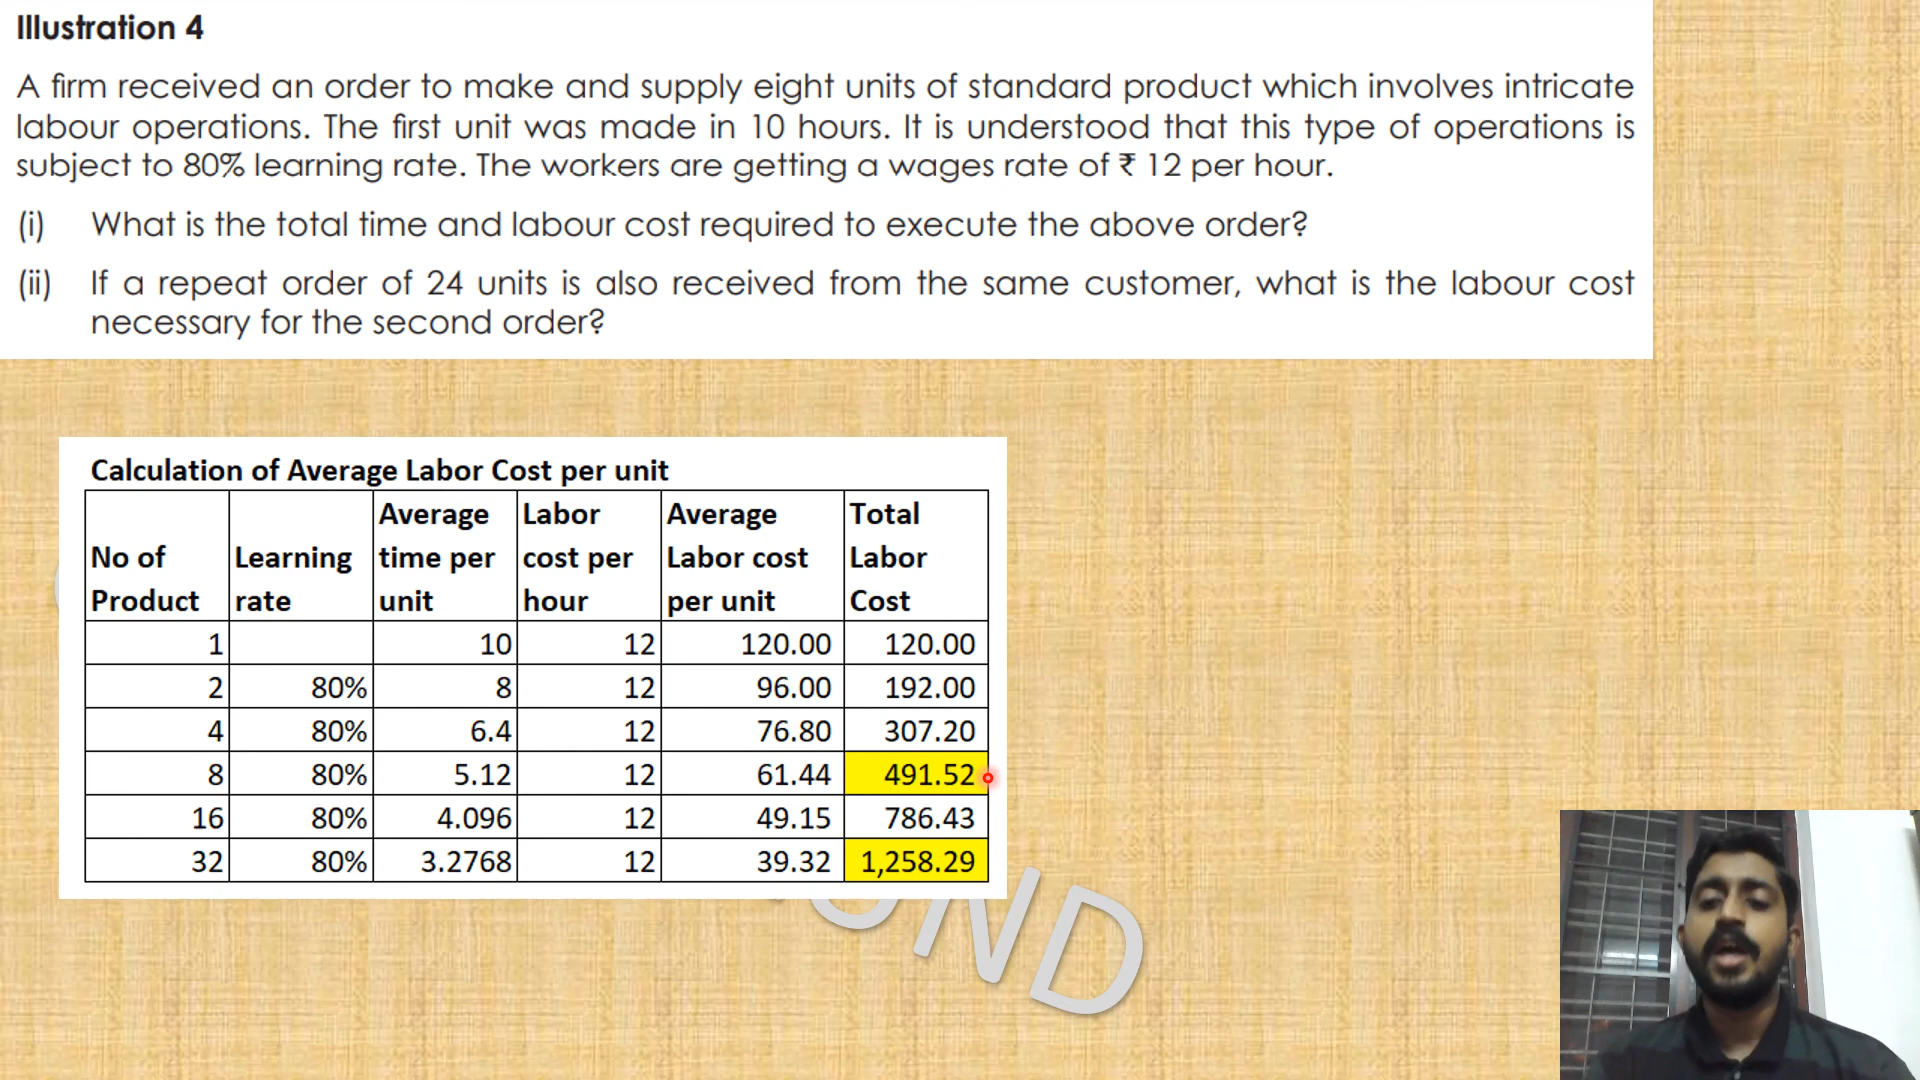 Illustration 4
A firm received an order to make and supply eight units of standard product which involves intricate
labour operations. The first unit was made in 10 hours. It is understood that this type of operations is
subject to 80% learning rate. The workers are getting a wages rate of ₹ 12 per hour.
(i) What is the total time and labour cost required to execute the above order?
(ii) If a repeat order of 24 units is also received from the same customer, what is the labour cost
necessary for the second order?
Calculation of Average Labor Cost per unit
No of Product | Learning rate | Average time per unit | Labor cost per hour | Average Labor cost per unit | Total Labor Cost
1 | | 10 | 12 | 120.00 | 120.00
2 | 80% | 8 | 12 | 96.00 | 192.00
4 | 80% | 6.4 | 12 | 76.80 | 307.20
8 | 80% | 5.12 | 12 | 61.44 | 491.52
16 | 80% | 4.096 | 12 | 49.15 | 786.43
32 | 80% | 3.2768 | 12 | 39.32 | 1,258.29